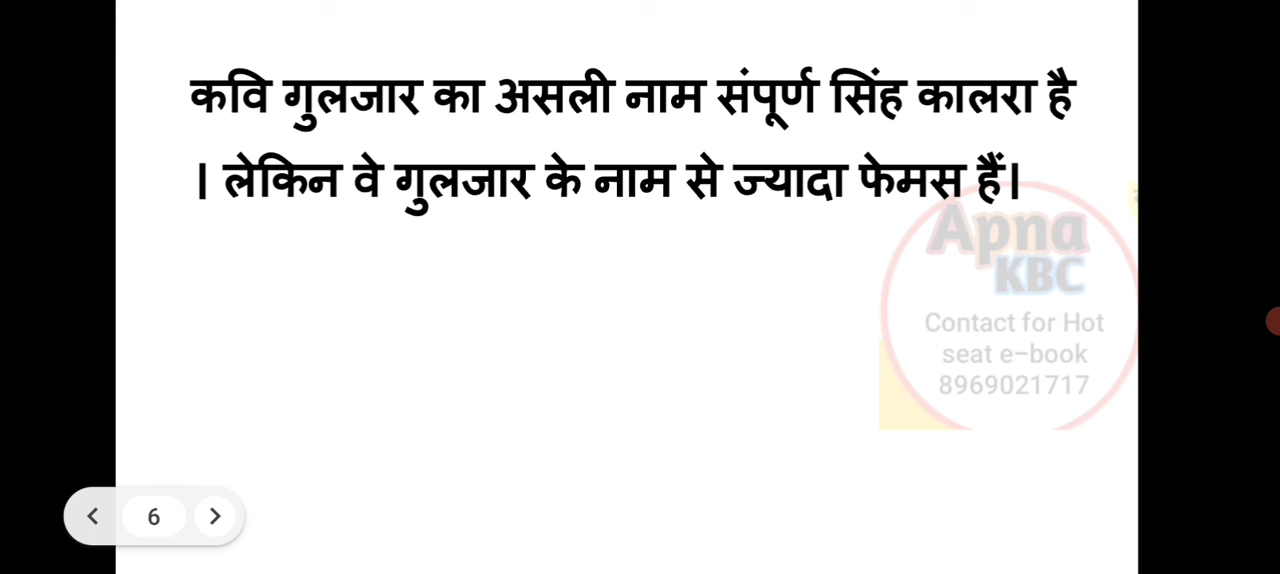 कवि गुलजार का असली नाम संपूर्ण सिंह कालरा है
। लेकिन वे गुलजार के नाम से ज्यादा फेमस हैं।
Apna
KBC
Contact for Hot
seat e-book
8969021717
6